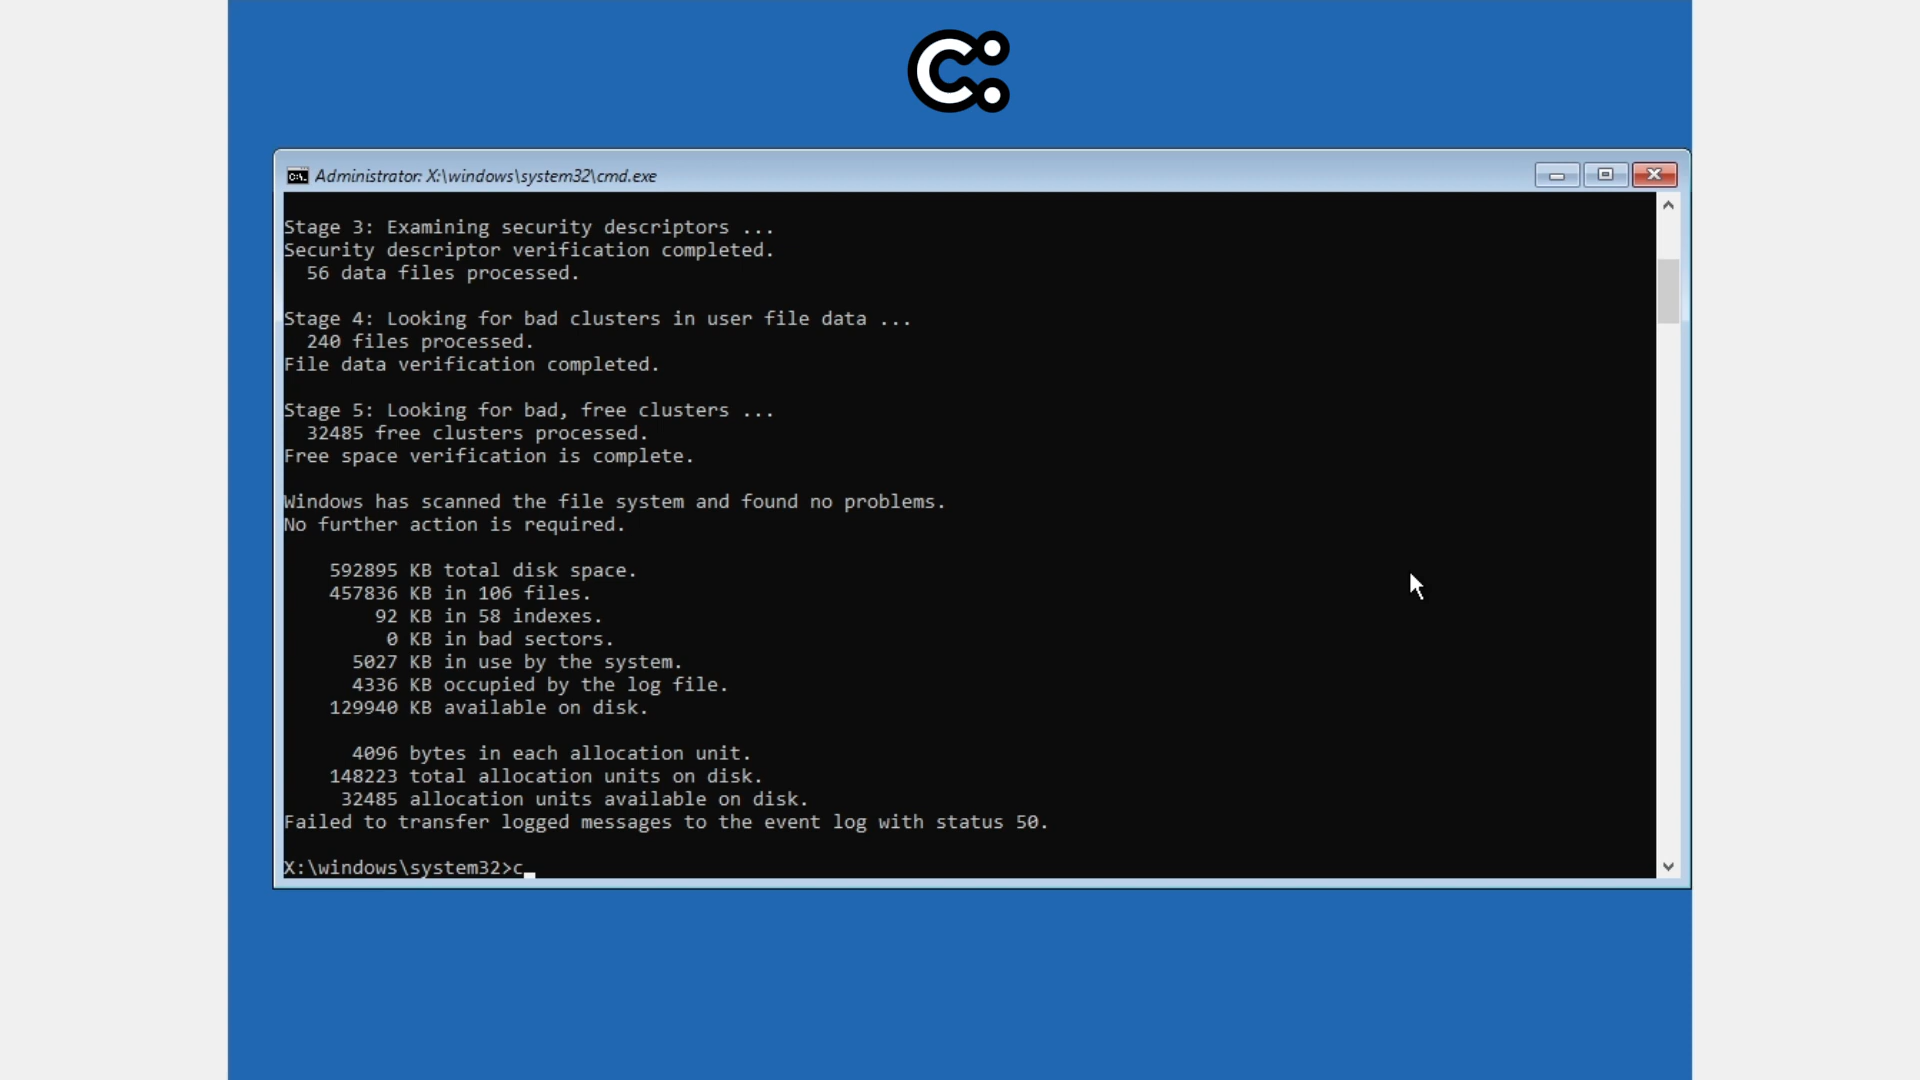 Administrator: X:\windows\system32\cmd.exe
Stage 3: Examining security descriptors ...
Security descriptor verification completed.
56 data files processed.
Stage 4: Looking for bad clusters in user file data ...
240 files processed.
File data verification completed.
Stage 5: Looking for bad, free clusters ...
32485 free clusters processed.
Free space verification is complete.
Windows has scanned the file system and found no problems.
No further action is required.
592895 KB total disk space.
457836 KB in 106 files.
92 KB in 58 indexes.
0 KB in bad sectors.
5027 KB in use by the system.
4336 KB occupied by the log file.
129940 KB available on disk.
4096 bytes in each allocation unit.
148223 total allocation units on disk.
32485 allocation units available on disk.
Failed to transfer logged messages to the event log with status 50.
X:\windows\system32>c